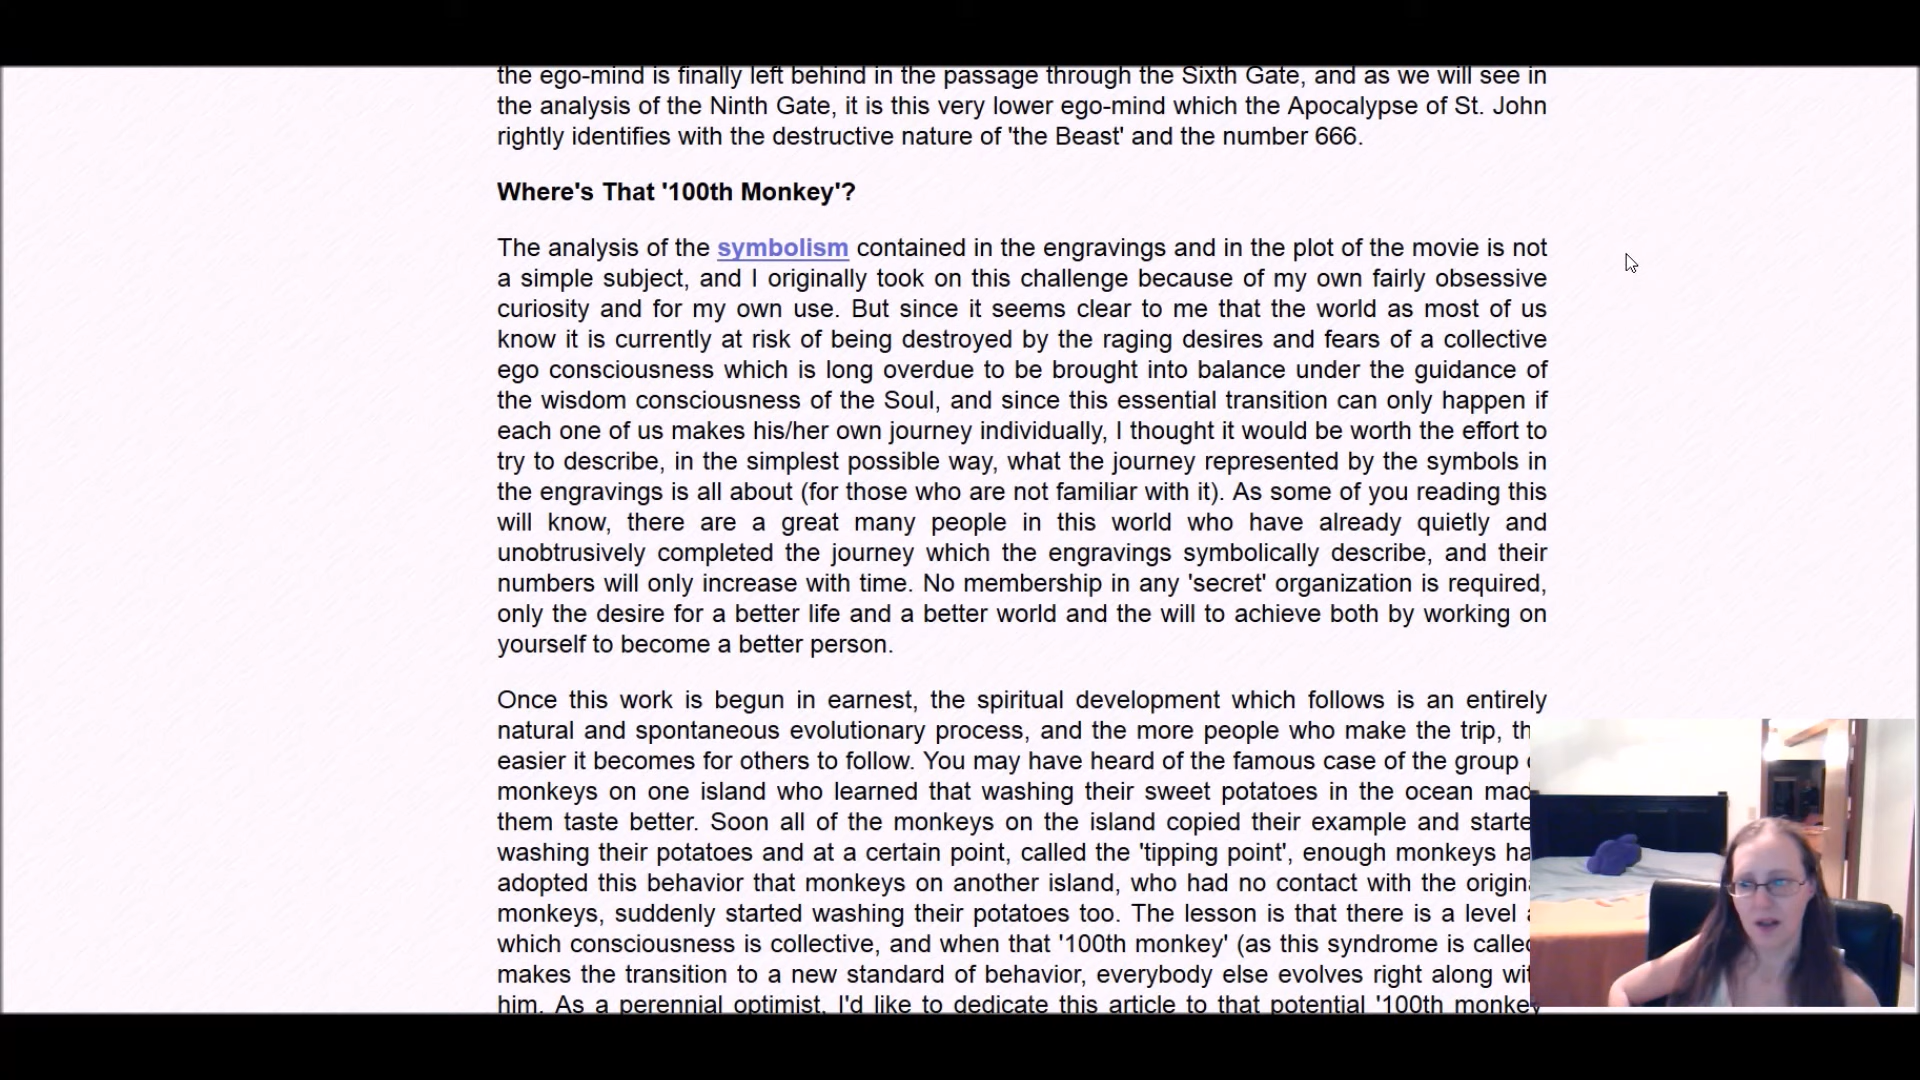 the ego-mind is finally left behind in the passage through the Sixth Gate, and as we will see in
the analysis of the Ninth Gate, it is this very lower ego-mind which the Apocalypse of St. John
rightly identifies with the destructive nature of 'the Beast' and the number 666.
Where's That '100th Monkey'?
The analysis of the symbolism contained in the engravings and in the plot of the movie is not
a simple subject, and I originally took on this challenge because of my own fairly obsessive
curiosity and for my own use. But since it seems clear to me that the world as most of us
know it is currently at risk of being destroyed by the raging desires and fears of a collective
ego consciousness which is long overdue to be brought into balance under the guidance of
the wisdom consciousness of the Soul, and since this essential transition can only happen if
each one of us makes his/her own journey individually, I thought it would be worth the effort to
try to describe, in the simplest possible way, what the journey represented by the symbols in
the engravings is all about (for those who are not familiar with it). As some of you reading this
will know, there are a great many people in this world who have already quietly and
unobtrusively completed the journey which the engravings symbolically describe, and their
numbers will only increase with time. No membership in any 'secret' organization is required,
only the desire for a better life and a better world and the will to achieve both by working on
yourself to become a better person.
Once this work is begun in earnest, the spiritual development which follows is an entirely
natural and spontaneous evolutionary process, and the more people who make the trip, th
easier it becomes for others to follow. You may have heard of the famous case of the group
monkeys on one island who learned that washing their sweet potatoes in the ocean mad
them taste better. Soon all of the monkeys on the island copied their example and starte
washing their potatoes and at a certain point, called the 'tipping point', enough monkeys ha
adopted this behavior that monkeys on another island, who had no contact with the origin
monkeys, suddenly started washing their potatoes too. The lesson is that there is a level
which consciousness is collective, and when that '100th monkey' (as this syndrome is called
makes the transition to a new standard of behavior, everybody else evolves right along wit
him. As a perennial optimist, I'd like to dedicate this article to that potential '100th monkey'